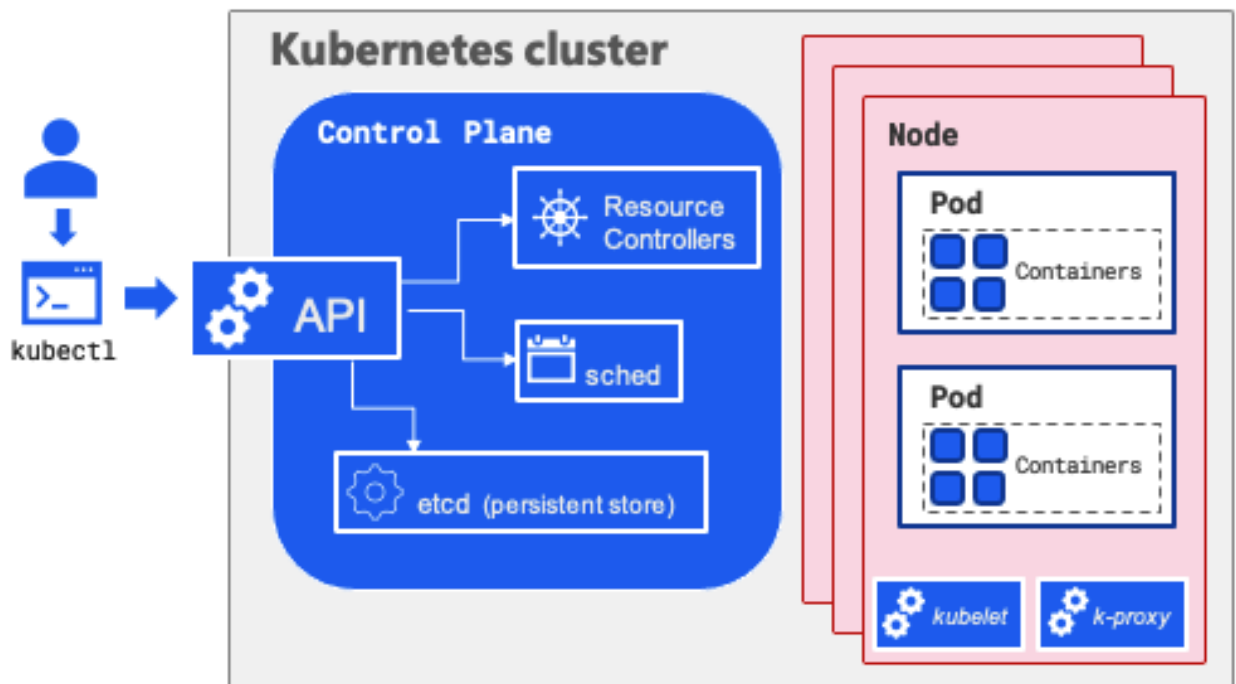 Kubernetes cluster
Control Plane
Resource
Controllers
API
sched
etcd (persistent store)
kubectl
Node
Pod
Containers
Pod
Containers
kubelet
k-proxy